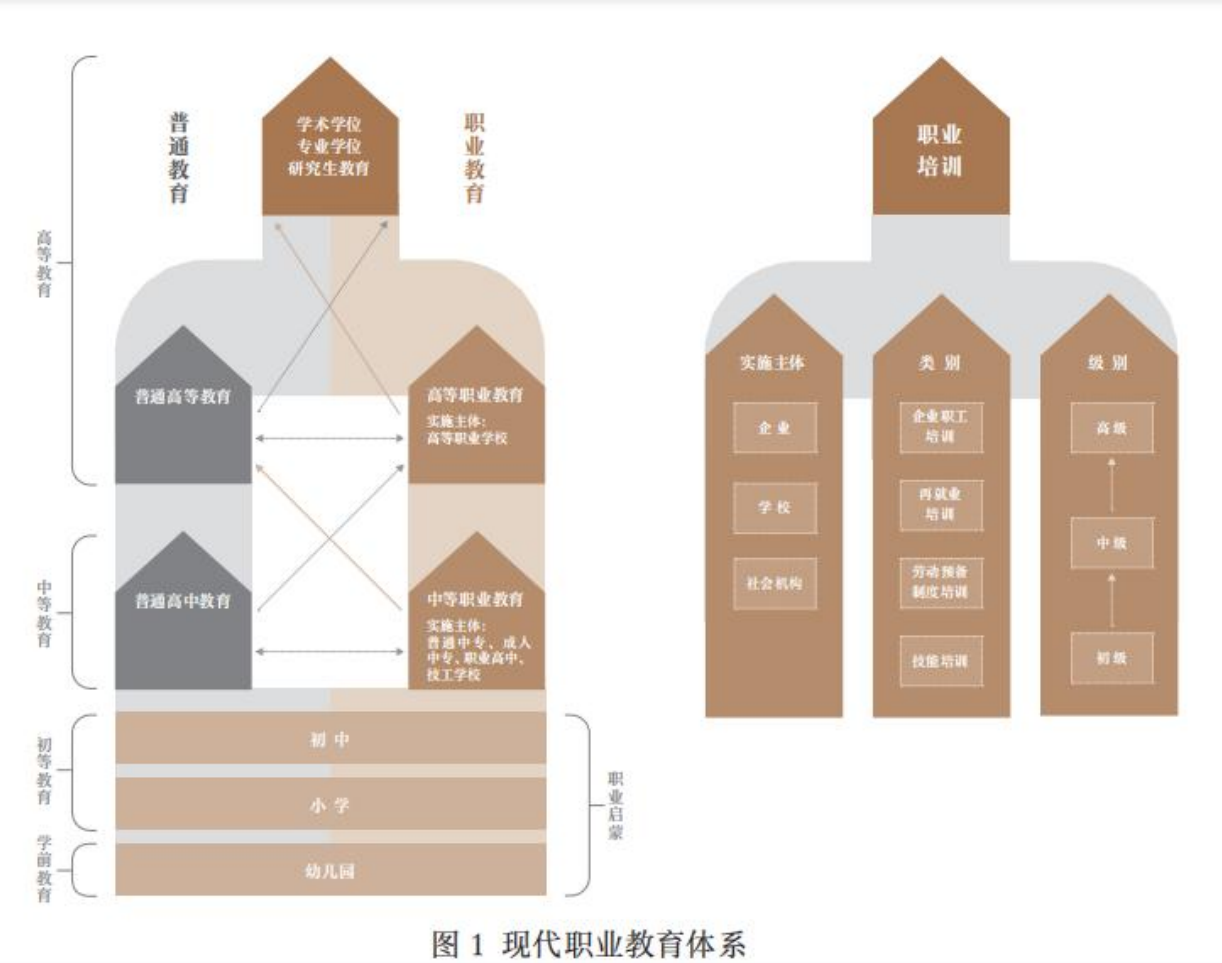 普通教育
学术学位
专业学位
研究生教育
职业教育
高等教育
普通高等教育
高等职业教育
实施主体：
高等职业学校
中等教育
普通高中教育
中等职业教育
实施主体：
普通中专、成人
中专、职业高中、
技工学校
初等教育
初中
小学
学前教育
幼儿园
职业启蒙
职业
培训
实施主体
企业
学校
社会机构
类别
企业职工
培训
再就业
培训
劳动预备
制度培训
技能培训
级别
高级
中级
初级
图 1 现代职业教育体系